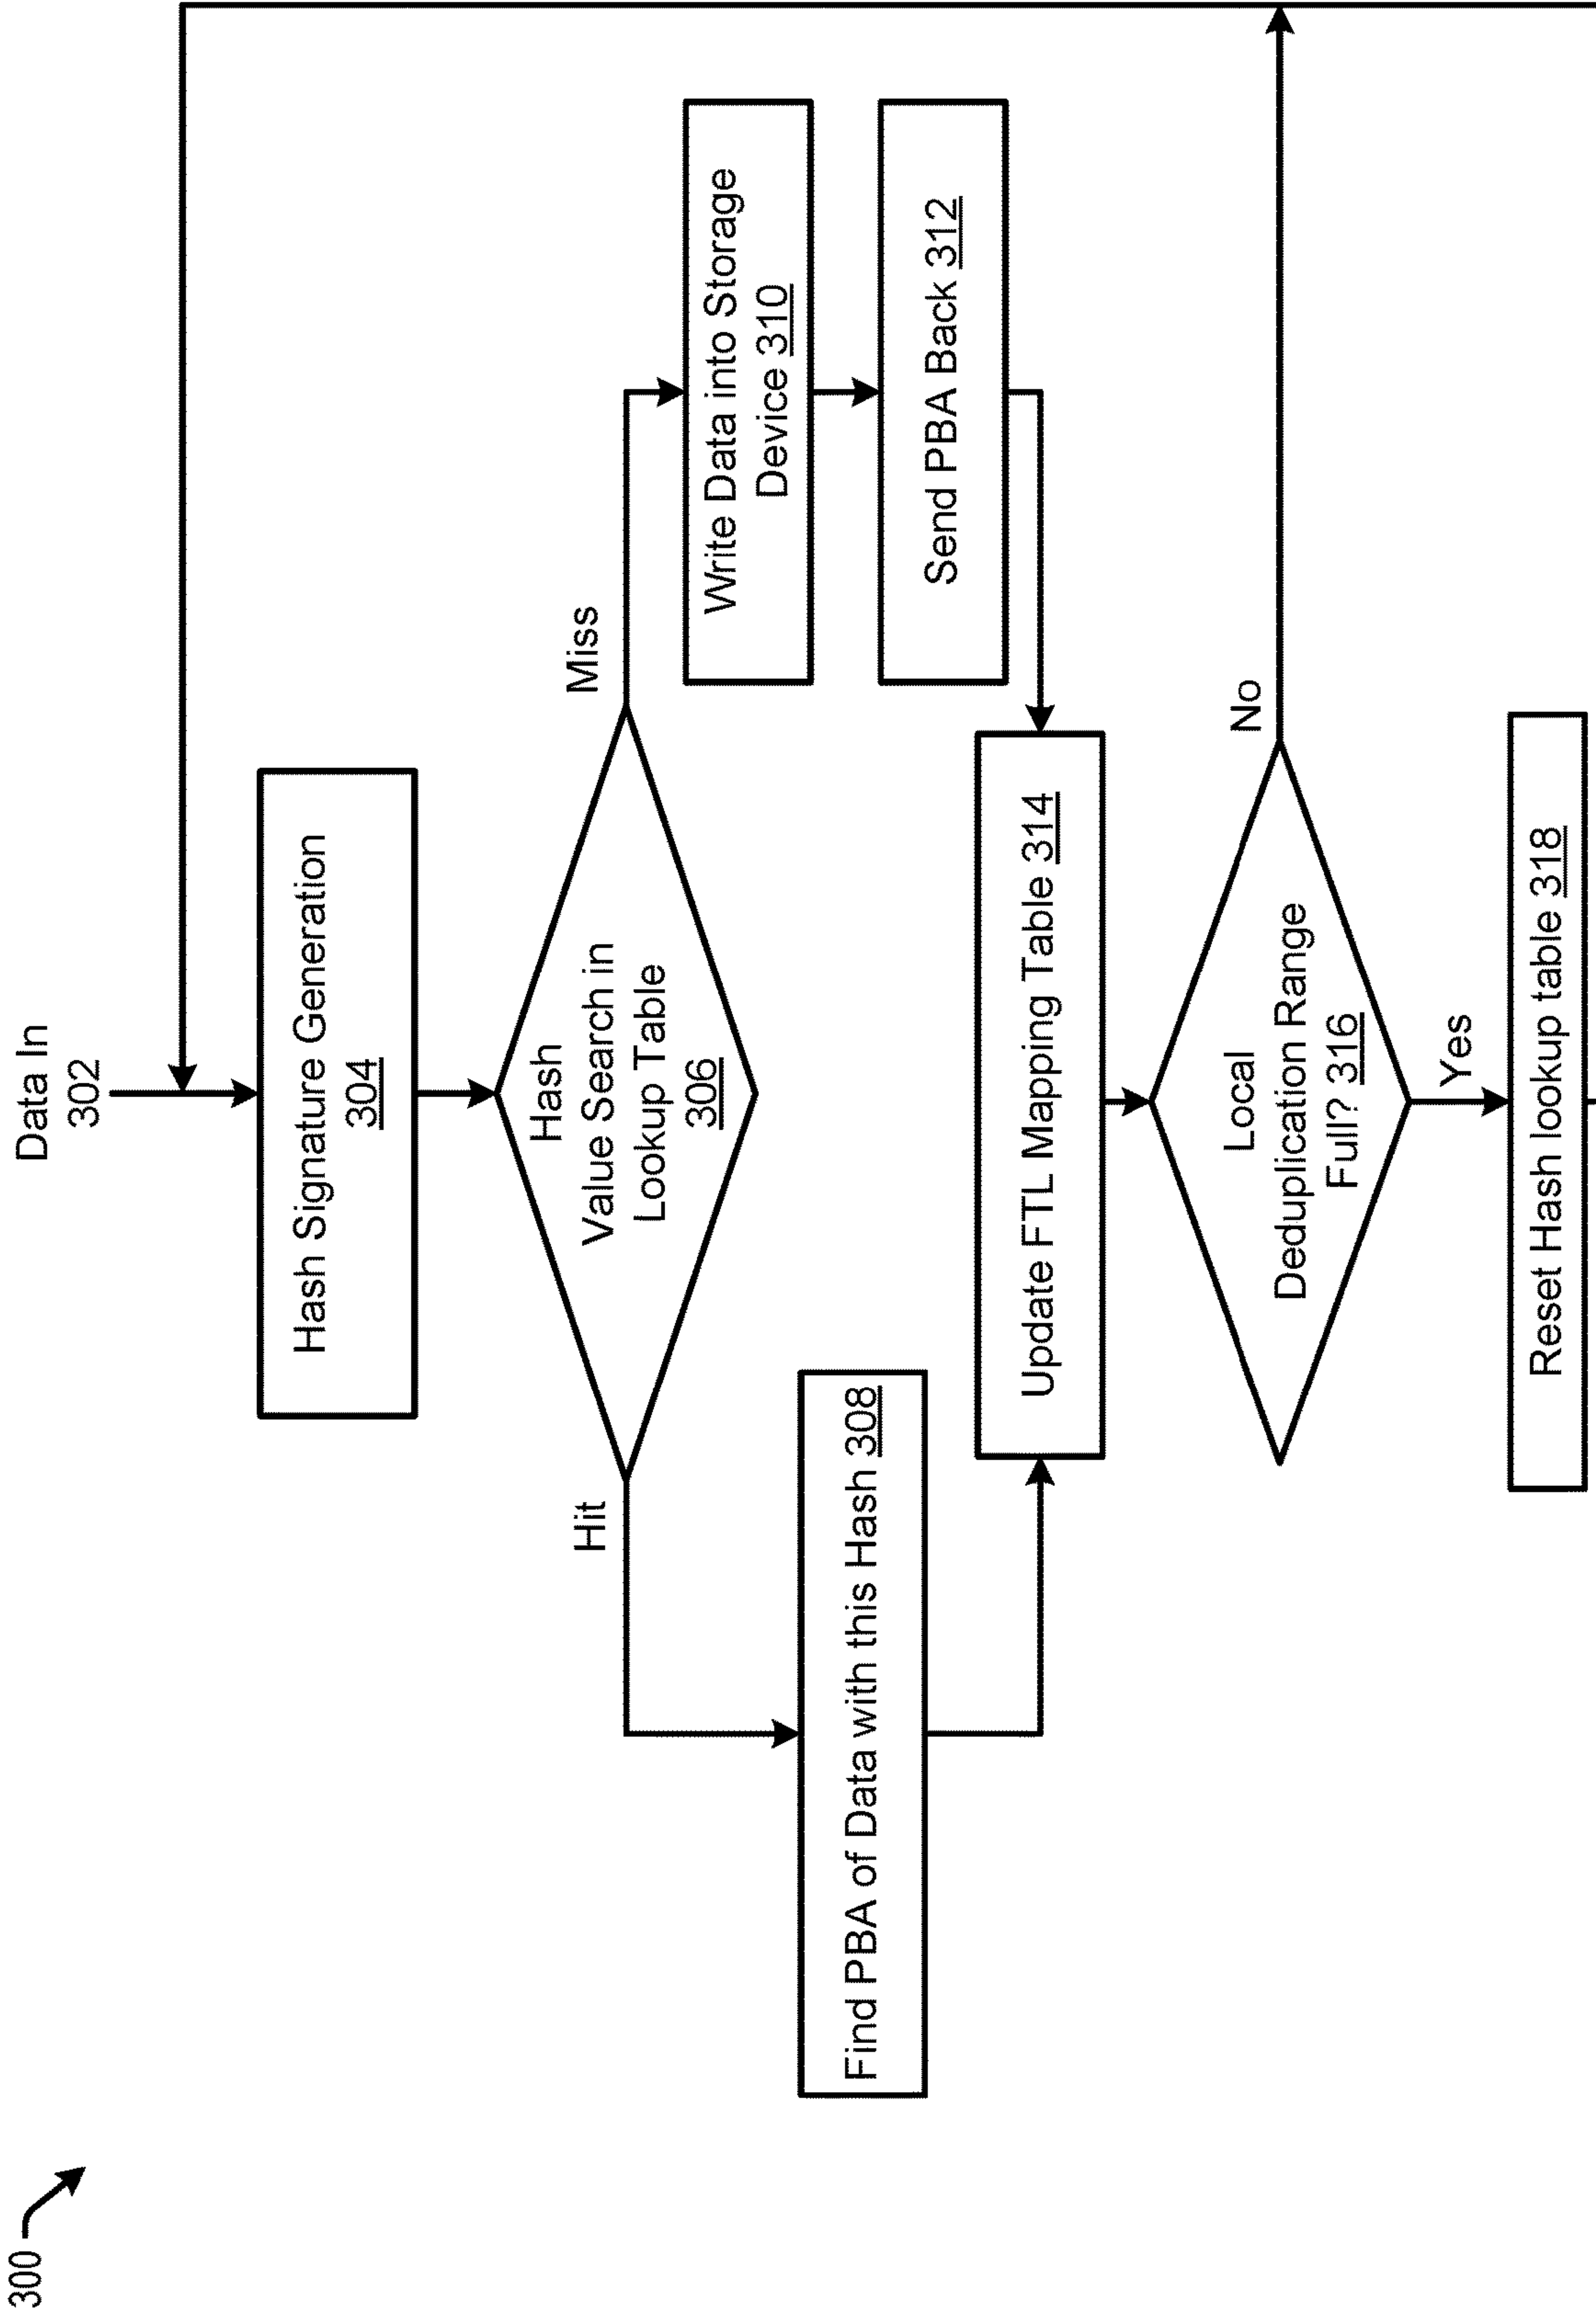 300
Data In
302
Hash Signature Generation
304
Hash
Value Search in
Lookup Table
306
Hit
Miss
Find PBA of Data with this Hash 308
Write Data into Storage
Device 310
Send PBA Back 312
Update FTL Mapping Table 314
Local
Deduplication Range
Full? 316
No
Yes
Reset Hash lookup table 318